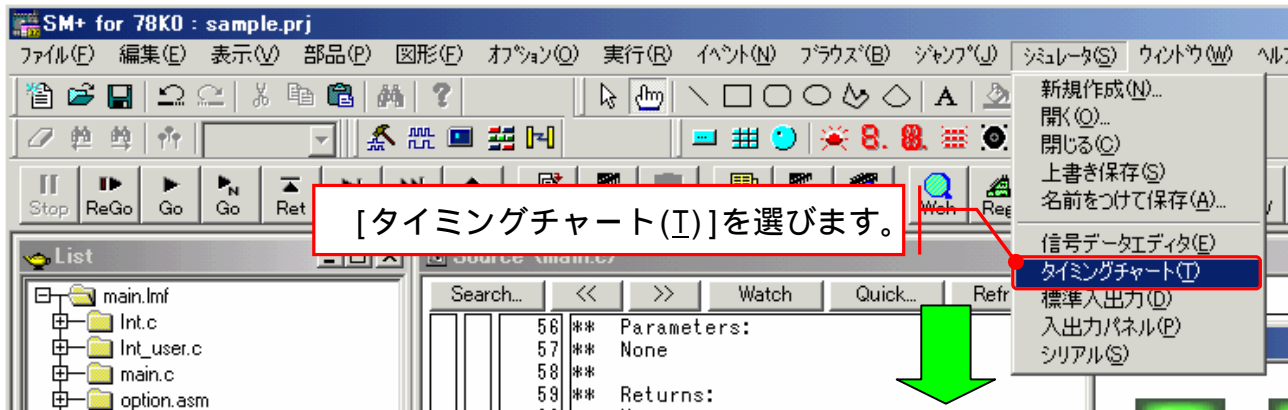 SM+ for 78K0 : sample.prj
ファイル(F) 編集(E) 表示(V) 部品(P) 図形(F) オプション(O) 実行(R) イベント(N) ブラウズ(B) ジャンプ(J) シミュレータ(S) ウィンドウ(W)
新規作成(N)...
開く(O)...
閉じる(C)
上書き保存(S)
名前をつけて保存(A)...
信号データエディタ(E)
タイミングチャート(T)
標準入出力(D)
入出力パネル(P)
シリアル(S)
Stop ReGo Go Go Ret
[タイミングチャート(T)]を選びます。
List
Source (main.c)
main.lmf
Int.c
Int_user.c
main.c
option.asm
Search... << >> Watch Quick... Refr
56 ** Parameters:
57 ** None
58 **
59 ** Returns: